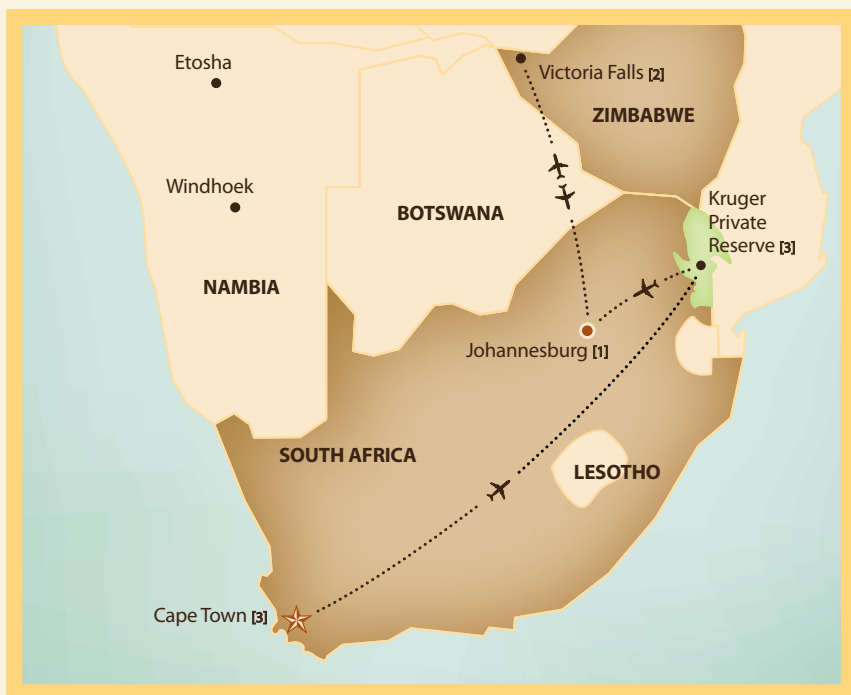 Etosha
Victoria Falls [2]
ZIMBABWE
Windhoek
Kruger
Private
Reserve [3]
BOTSWANA
NAMBIA
Johannesburg [1]
SOUTH AFRICA
LESOTHO
Cape Town [3]